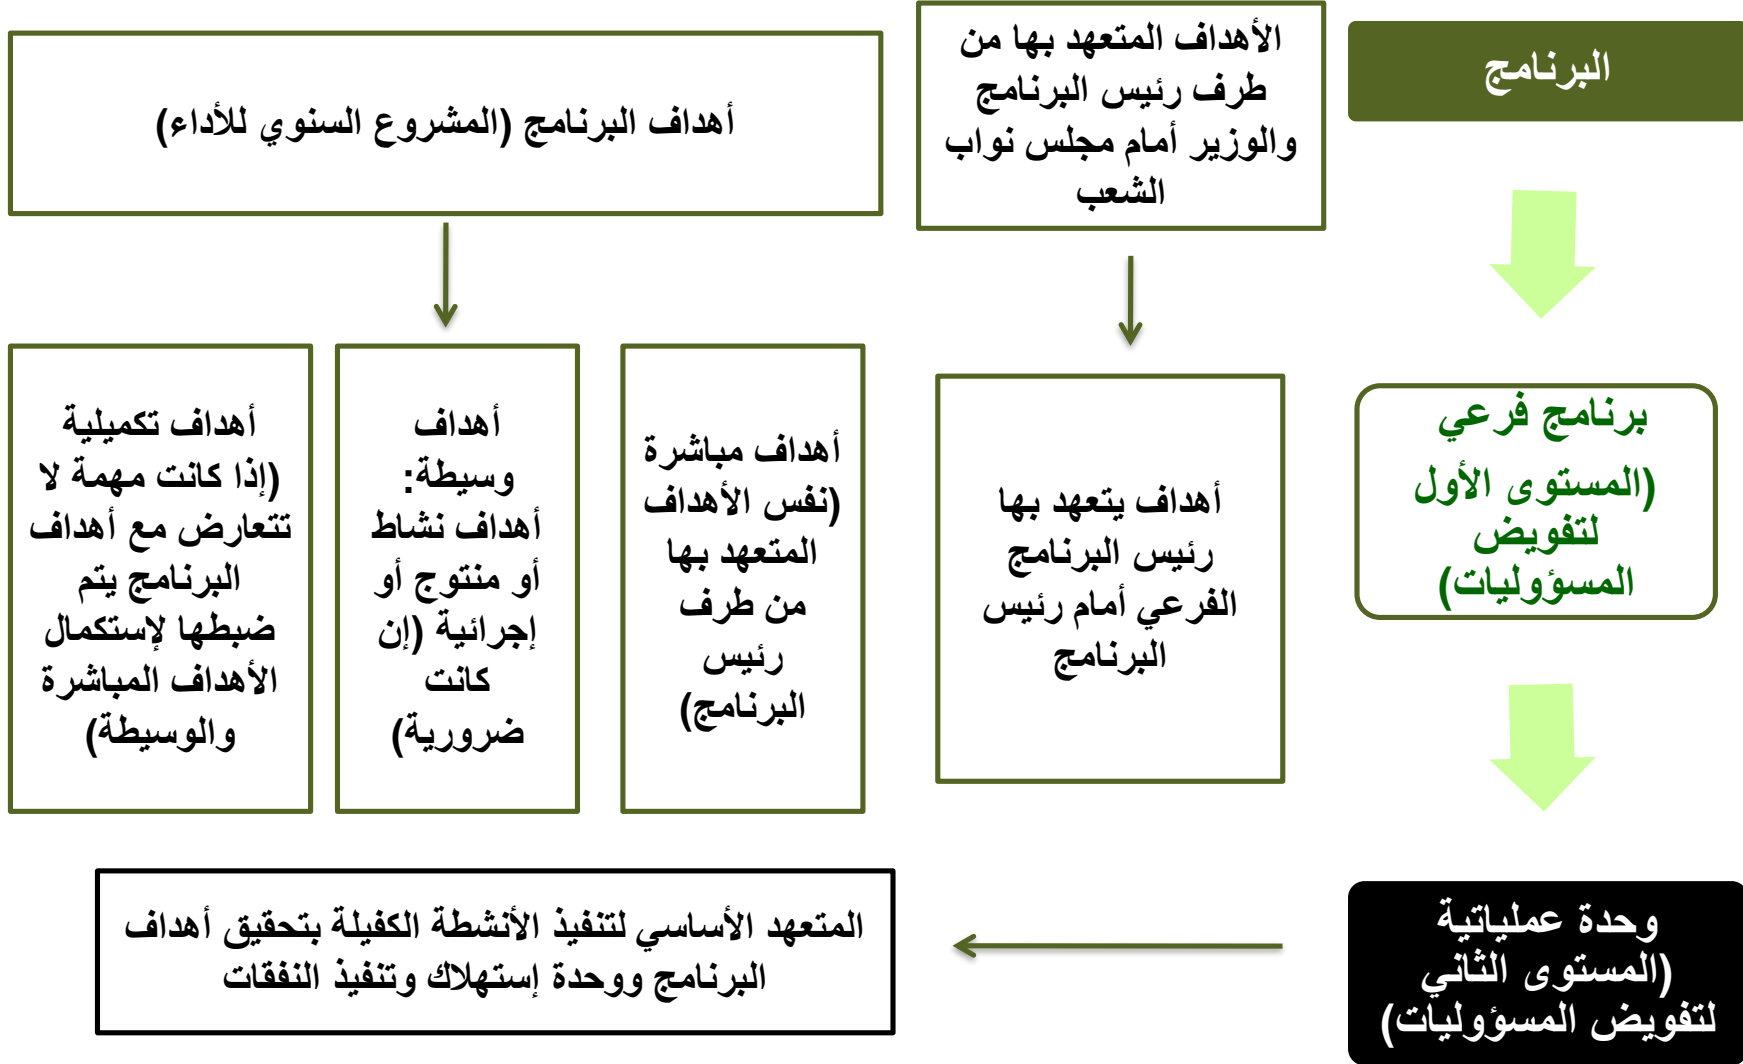 البرنامج
الأهداف المتعهد بها من
طرف رئيس البرنامج
والوزير أمام مجلس نواب
الشعب
أهداف البرنامج (المشروع السنوي للأداء)
برنامج فرعي
(المستوى الأول
لتفويض
المسؤوليات)
أهداف يتعهد بها
رئيس البرنامج
الفرعي أمام رئيس
البرنامج
أهداف مباشرة
(نفس الأهداف
المتعهد بها
من طرف
رئيس
البرنامج)
أهداف
وسيطة:
أهداف نشاط
أو منتوج أو
إجرائية (إن
كانت
ضرورية)
أهداف تكميلية
(إذا كانت مهمة لا
تتعارض مع أهداف
البرنامج يتم
ضبطها لإستكمال
الأهداف المباشرة
والوسيطة)
وحدة عملياتية
(المستوى الثاني
لتفويض المسؤوليات)
المتعهد الأساسي لتنفيذ الأنشطة الكفيلة بتحقيق أهداف
البرنامج ووحدة إستهلاك وتنفيذ النفقات